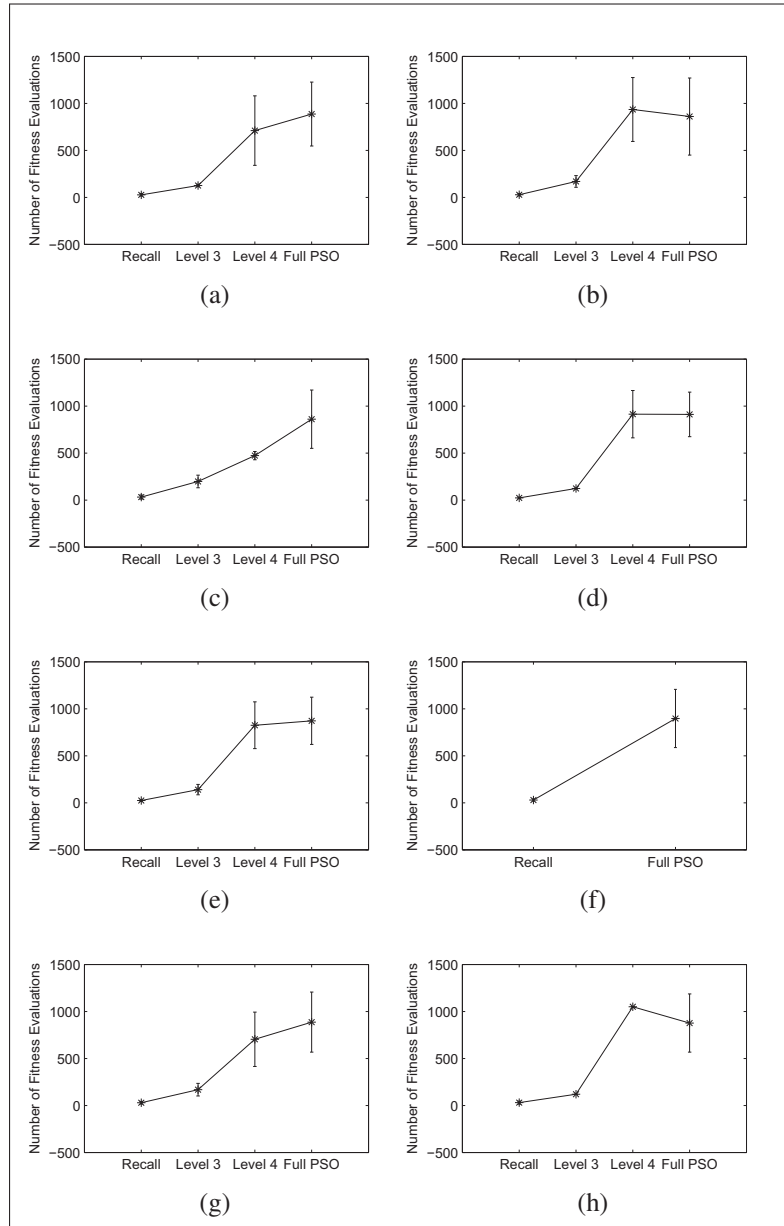 1500
1000
500
0
−500
Number of Fitness Evaluations
Recall Level 3 Level 4 Full PSO
(a)
1500
1000
500
0
−500
Number of Fitness Evaluations
Recall Level 3 Level 4 Full PSO
(b)
1500
1000
500
0
−500
Number of Fitness Evaluations
Recall Level 3 Level 4 Full PSO
(c)
1500
1000
500
0
−500
Number of Fitness Evaluations
Recall Level 3 Level 4 Full PSO
(d)
1500
1000
500
0
−500
Number of Fitness Evaluations
Recall Level 3 Level 4 Full PSO
(e)
1500
1000
500
0
−500
Number of Fitness Evaluations
Recall Full PSO
(f)
1500
1000
500
0
−500
Number of Fitness Evaluations
Recall Level 3 Level 4 Full PSO
(g)
1500
1000
500
0
−500
Number of Fitness Evaluations
Recall Level 3 Level 4 Full PSO
(h)